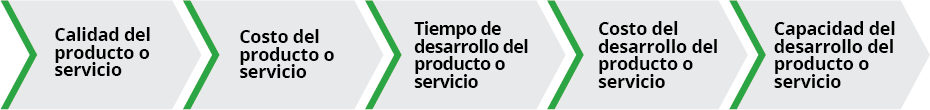 Calidad del
producto o
servicio
Costo del
producto o
servicio
Tiempo de
desarrollo del
producto o
servicio
Costo del
desarrollo del
producto o
servicio
Capacidad del
desarrollo del
producto o
servicio